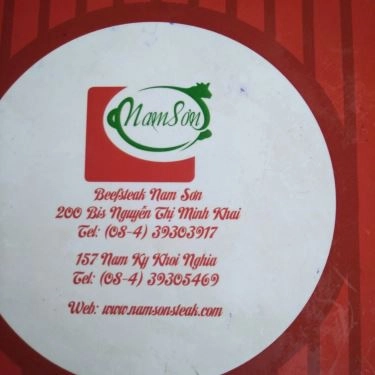 Nam Sơn
Beefsteak Nam Sơn
200 Bis Nguyễn Thị Minh Khai
Tel: (08-4) 39303917
157 Nam Kỳ Khởi Nghĩa
Tel: (08-4) 39305469
Web: www.namsonsteak.com